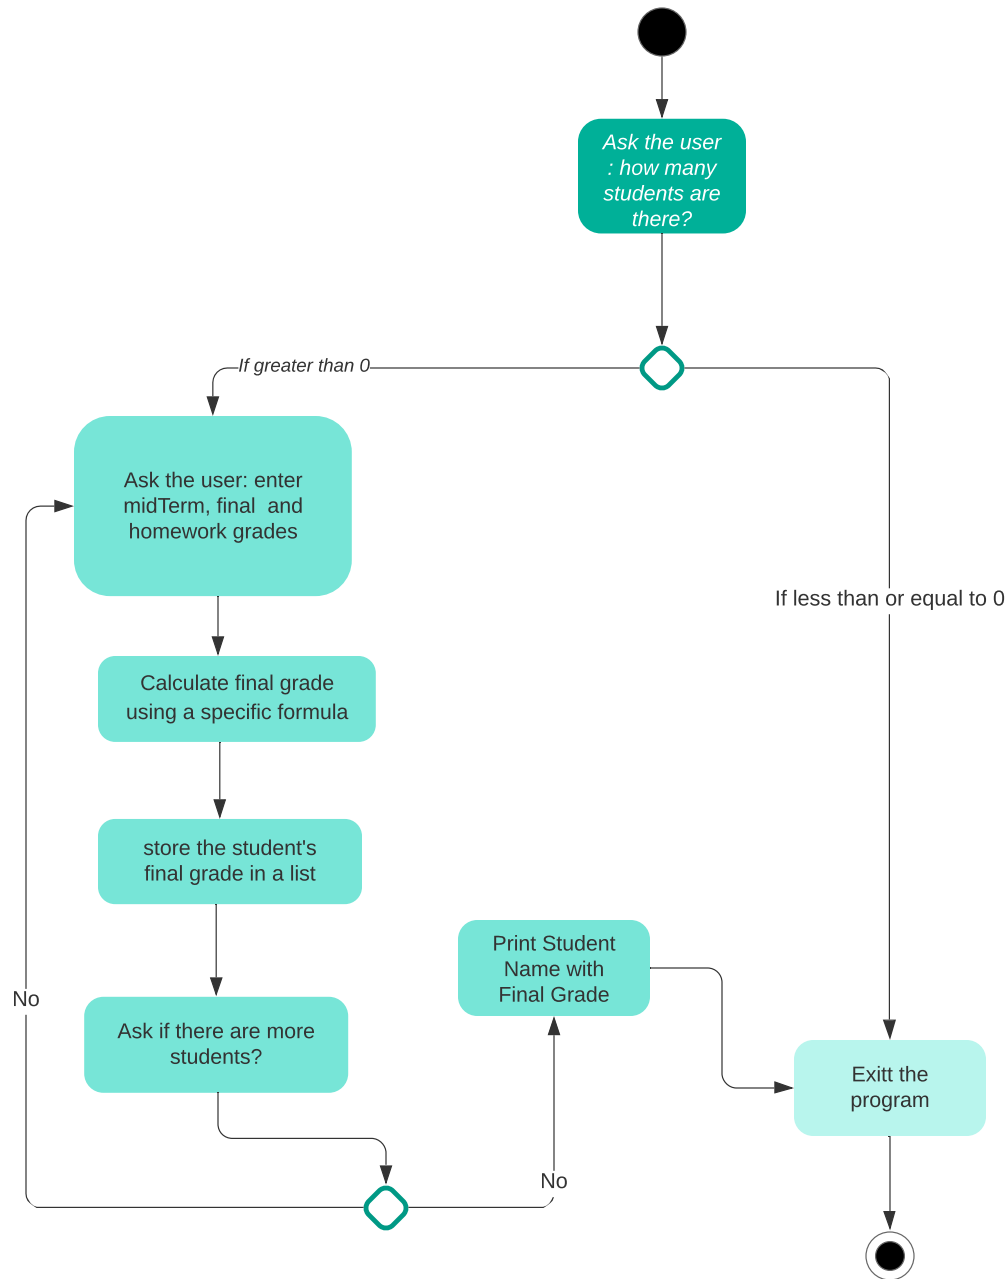 Ask the user
: how many
students are
there?
If greater than 0
Ask the user: enter
midTerm, final  and
homework grades
If less than or equal to 0
Calculate final grade
using a specific formula
store the student's
final grade in a list
Print Student
Name with
Final Grade
No
Ask if there are more
students?
Exitt the
program
No